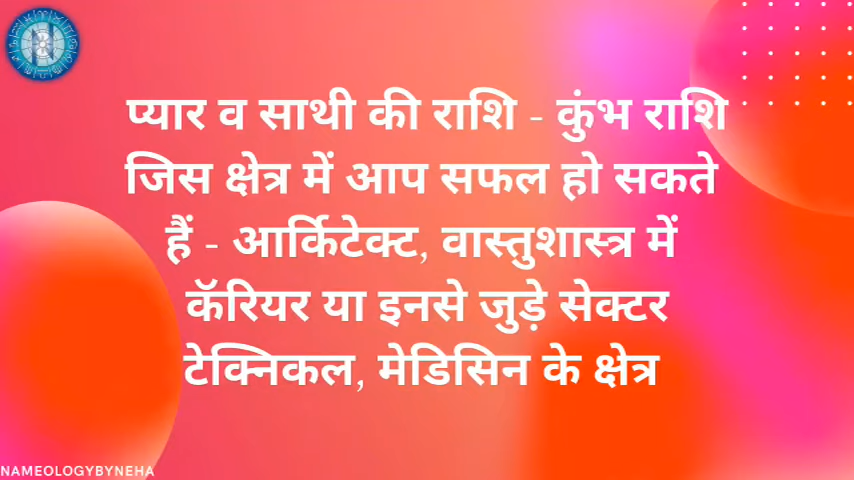 प्यार व साथी की राशि - कुंभ राशि
जिस क्षेत्र में आप सफल हो सकते
हैं - आर्किटेक्ट, वास्तुशास्त्र में
कॅरियर या इनसे जुड़े सेक्टर
टेक्निकल, मेडिसिन के क्षेत्र
NAMEOLOGYBYNEHA